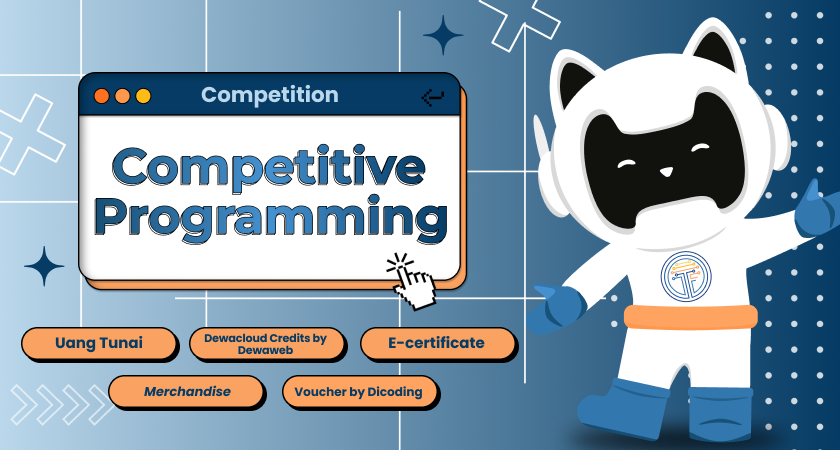 Competition
Competitive
Programming
Uang Tunai
Dewacloud Credits by
Dewaweb
E-certificate
Merchandise
Voucher by Dicoding